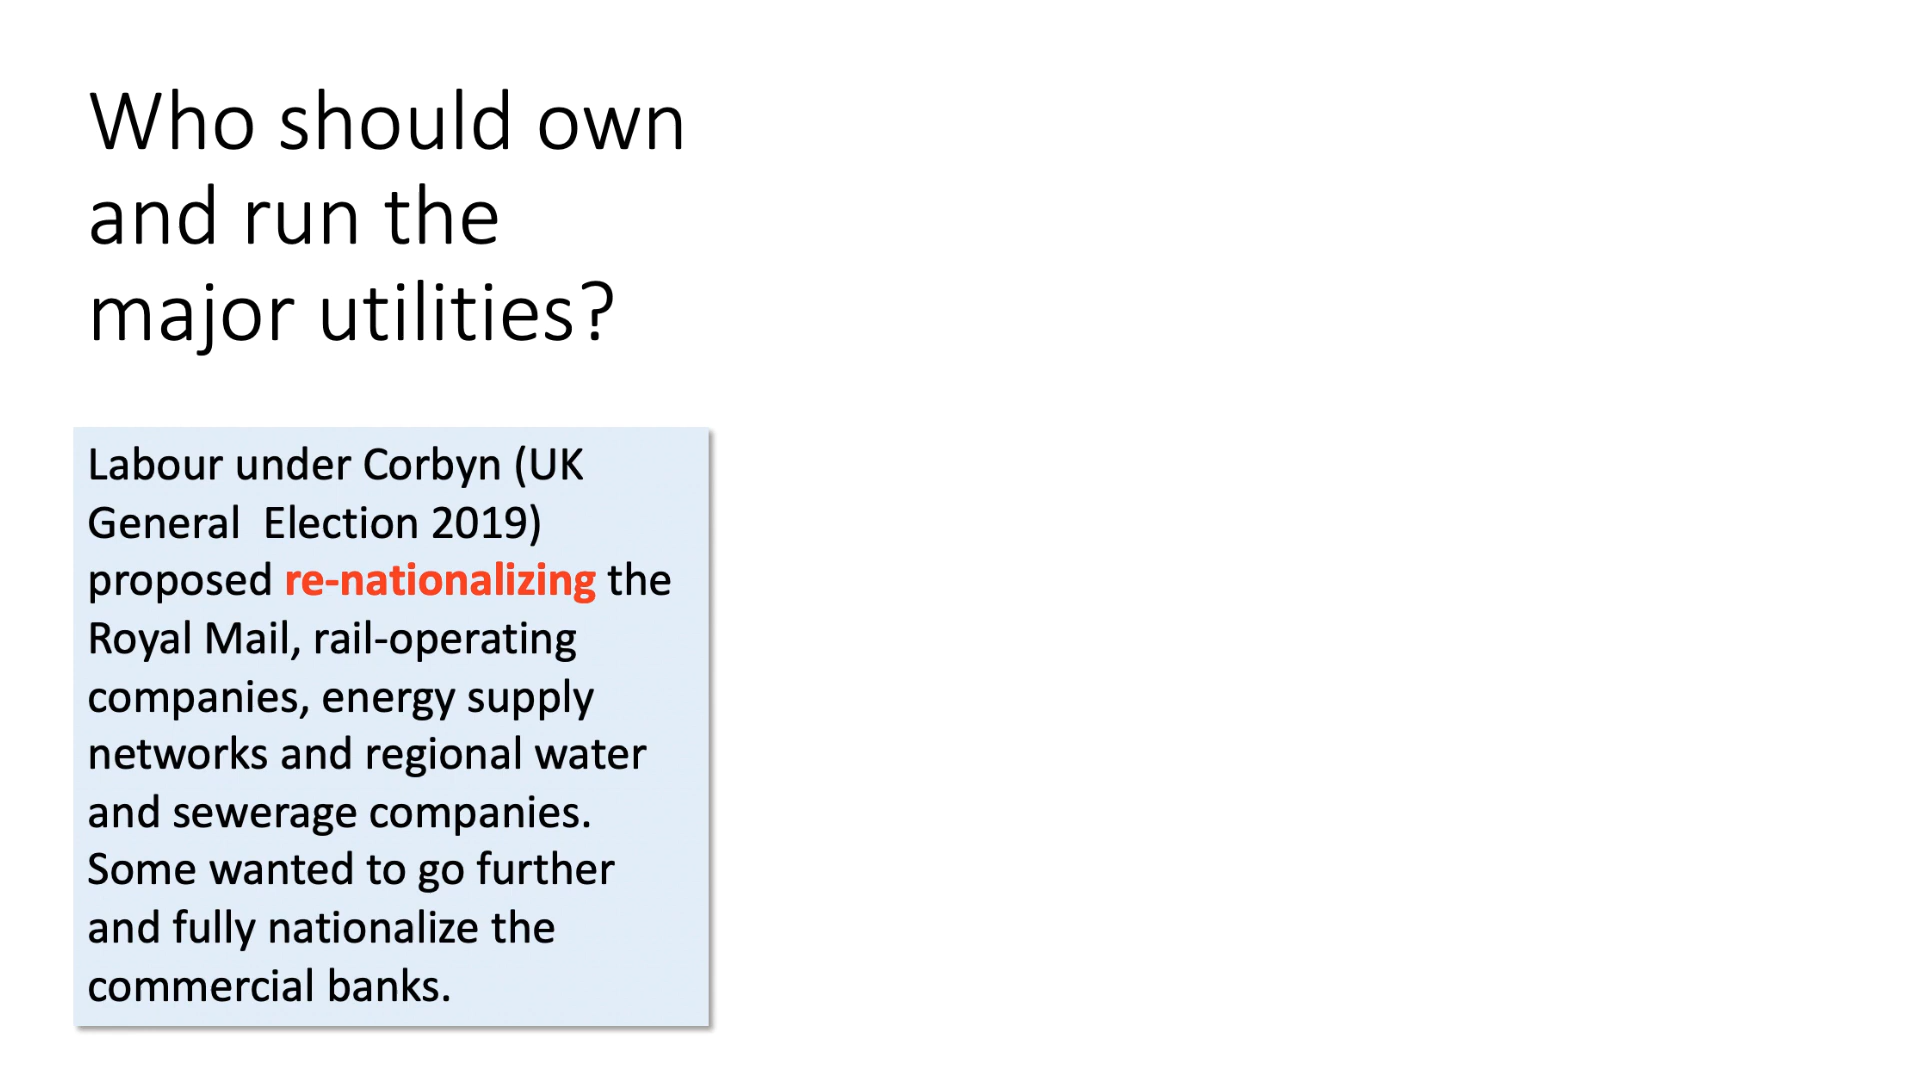 Who should own
and run the
major utilities?
Labour under Corbyn (UK
General  Election 2019)
proposed re-nationalizing the
Royal Mail, rail-operating
companies, energy supply
networks and regional water
and sewerage companies.
Some wanted to go further
and fully nationalize the
commercial banks.